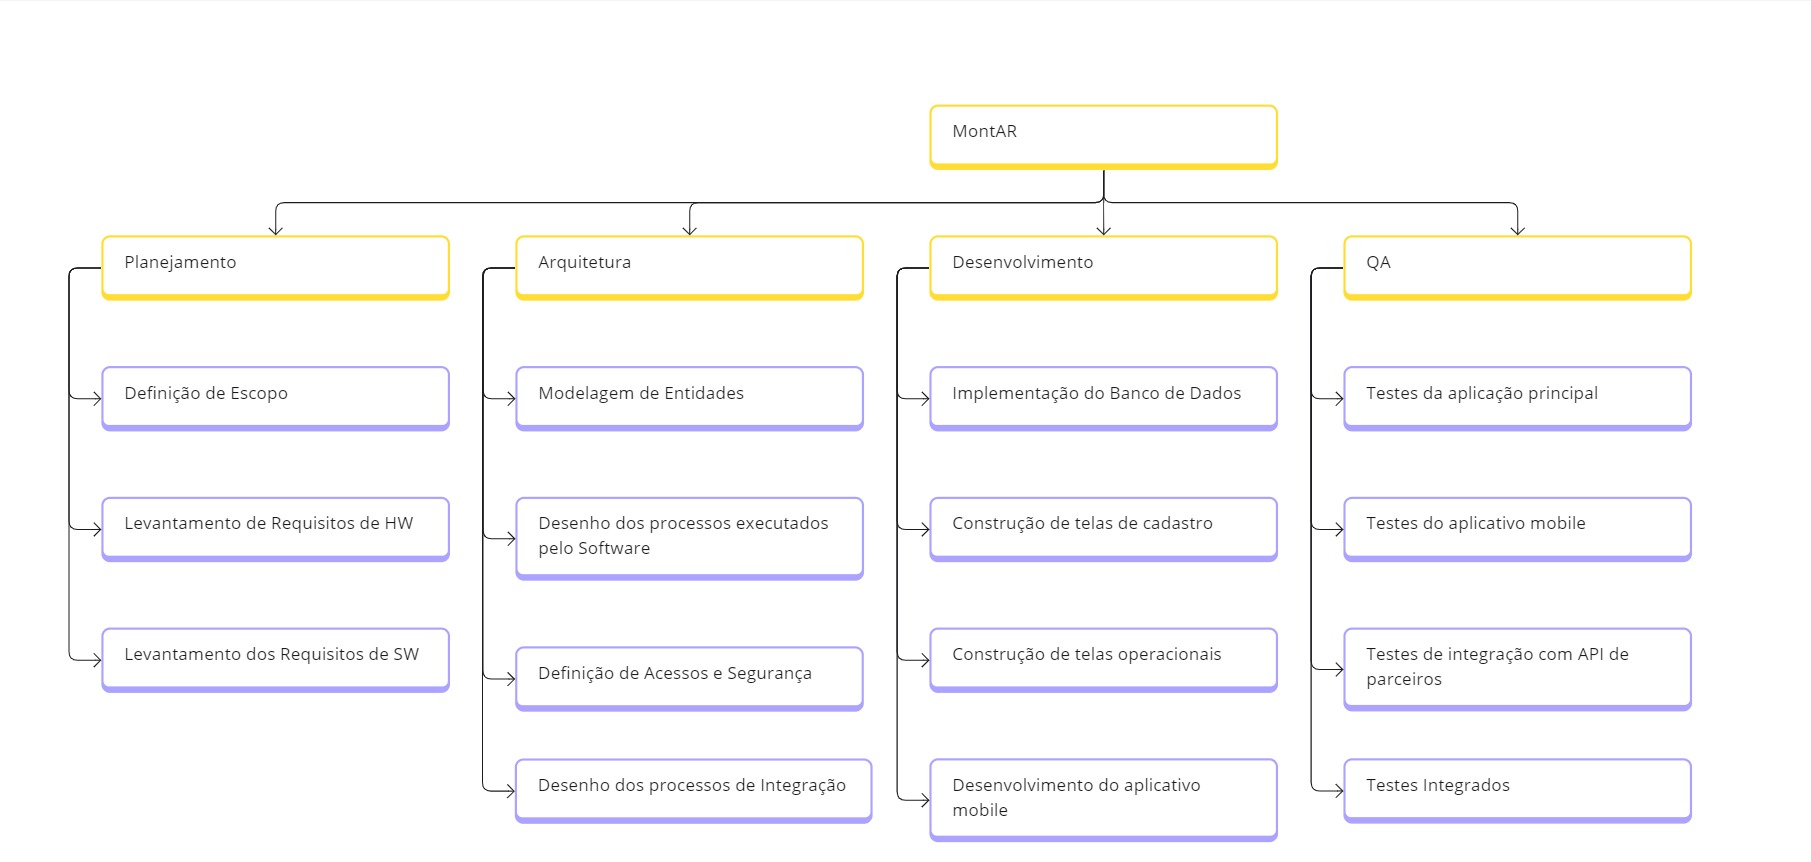 MontAR
Planejamento
Definição de Escopo
Levantamento de Requisitos de HW
Levantamento dos Requisitos de SW
Arquitetura
Modelagem de Entidades
Desenho dos processos executados
pelo Software
Definição de Acessos e Segurança
Desenho dos processos de Integração
Desenvolvimento
Implementação do Banco de Dados
Construção de telas de cadastro
Construção de telas operacionais
Desenvolvimento do aplicativo
mobile
QA
Testes da aplicação principal
Testes do aplicativo mobile
Testes de integração com API de
parceiros
Testes Integrados